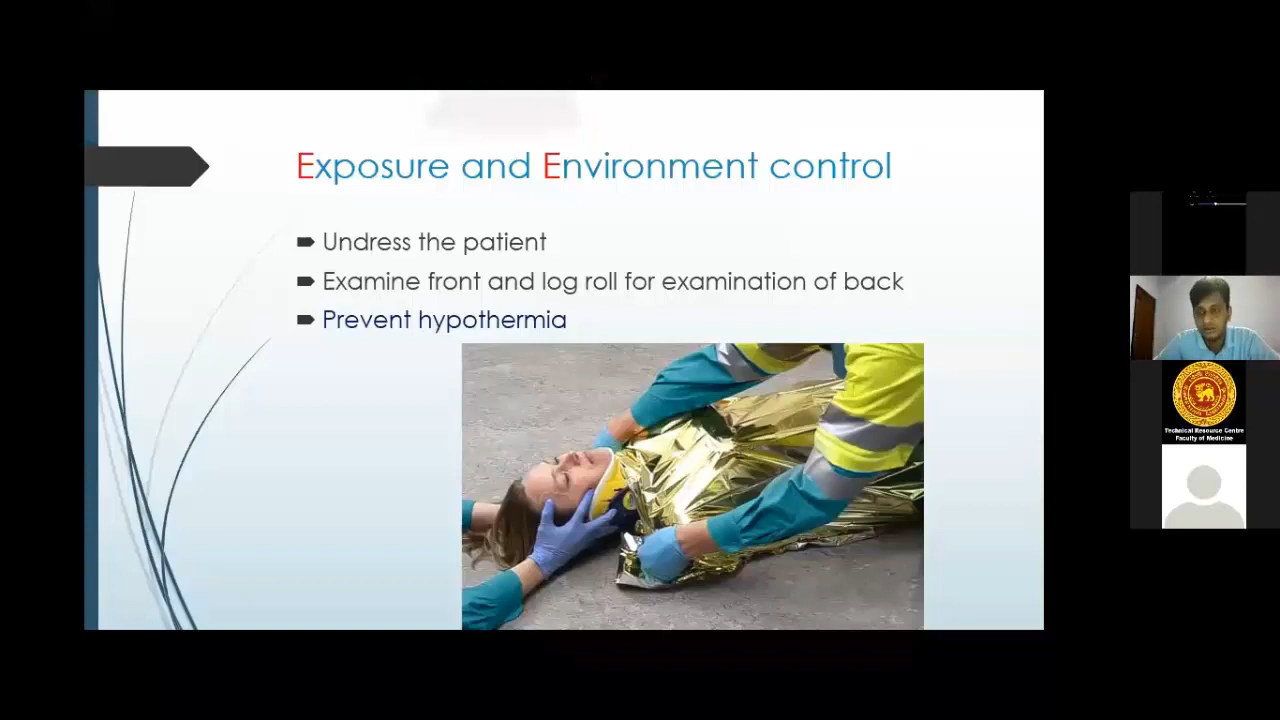 Exposure and Environment control
Undress the patient
Examine front and log roll for examination of back
Prevent hypothermia
Technical Resource Centre
Faculty of Medicine